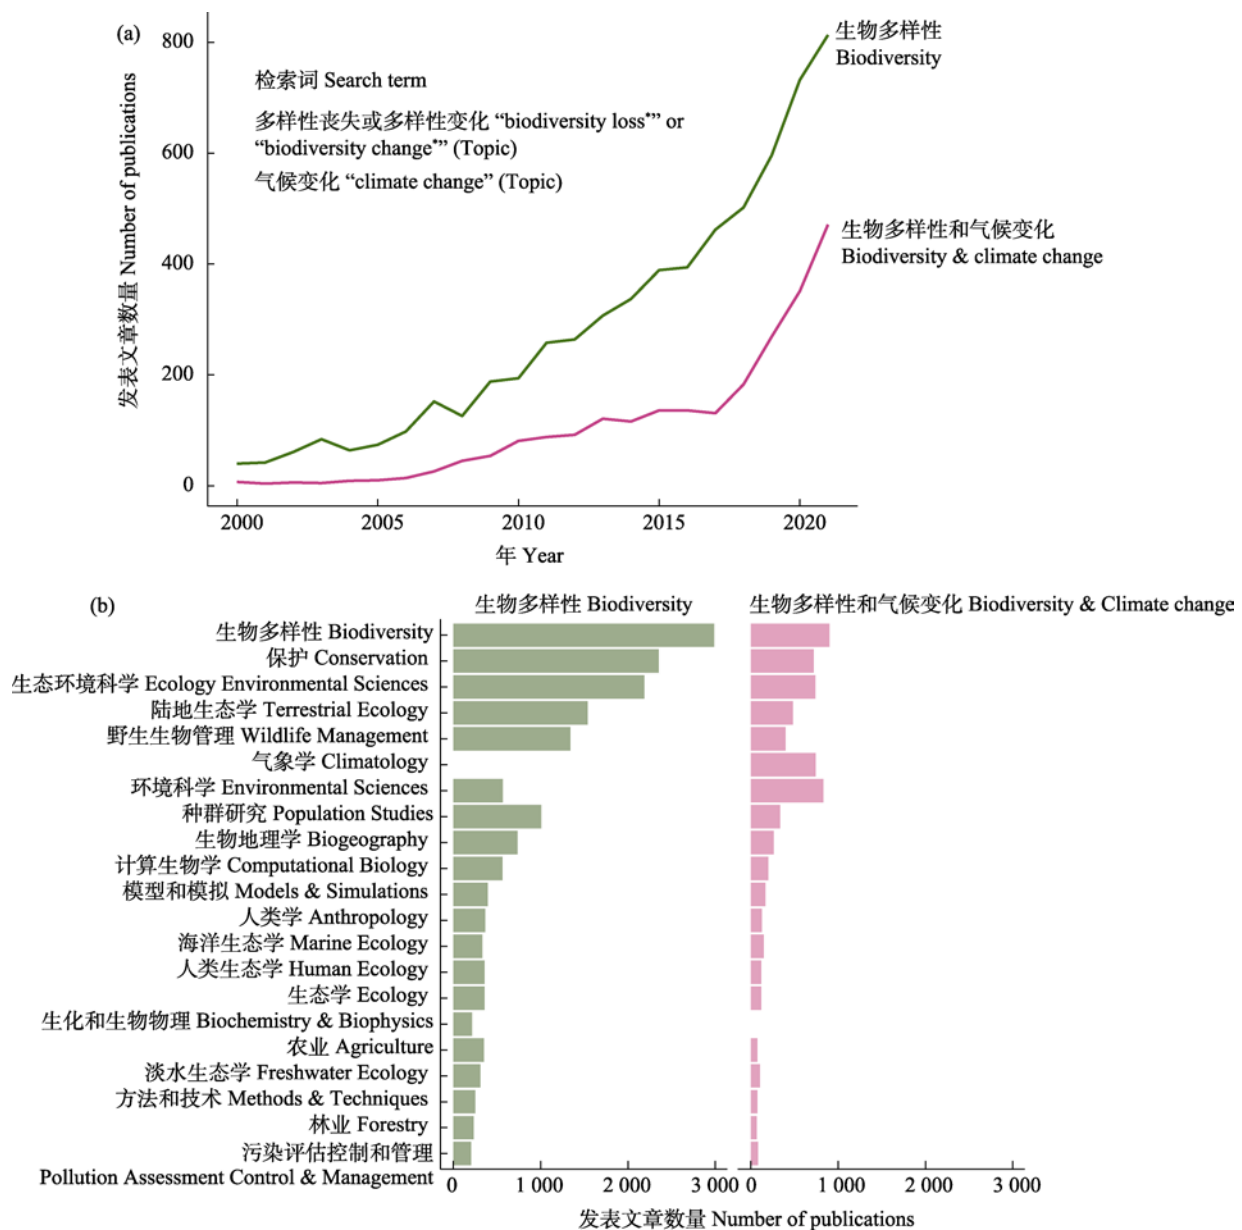 (a)
800
600
400
200
0
发表文章数量 Number of publications
检索词 Search term
多样性丧失或多样性变化 “biodiversity loss*” or
“biodiversity change*” (Topic)
气候变化 “climate change” (Topic)
生物多样性
Biodiversity
生物多样性和气候变化
Biodiversity & climate change
2000 2005 2010 2015 2020
年 Year
(b)
生物多样性 Biodiversity
生物多样性和气候变化 Biodiversity & Climate change
生物多样性 Biodiversity
保护 Conservation
生态环境科学 Ecology Environmental Sciences
陆地生态学 Terrestrial Ecology
野生生物管理 Wildlife Management
气象学 Climatology
环境科学 Environmental Sciences
种群研究 Population Studies
生物地理学 Biogeography
计算生物学 Computational Biology
模型和模拟 Models & Simulations
人类学 Anthropology
海洋生态学 Marine Ecology
人类生态学 Human Ecology
生态学 Ecology
生化和生物物理 Biochemistry & Biophysics
农业 Agriculture
淡水生态学 Freshwater Ecology
方法和技术 Methods & Techniques
林业 Forestry
污染评估控制和管理
Pollution Assessment Control & Management
0 1 000 2 000 3 000
0 1 000 2 000 3 000
发表文章数量 Number of publications